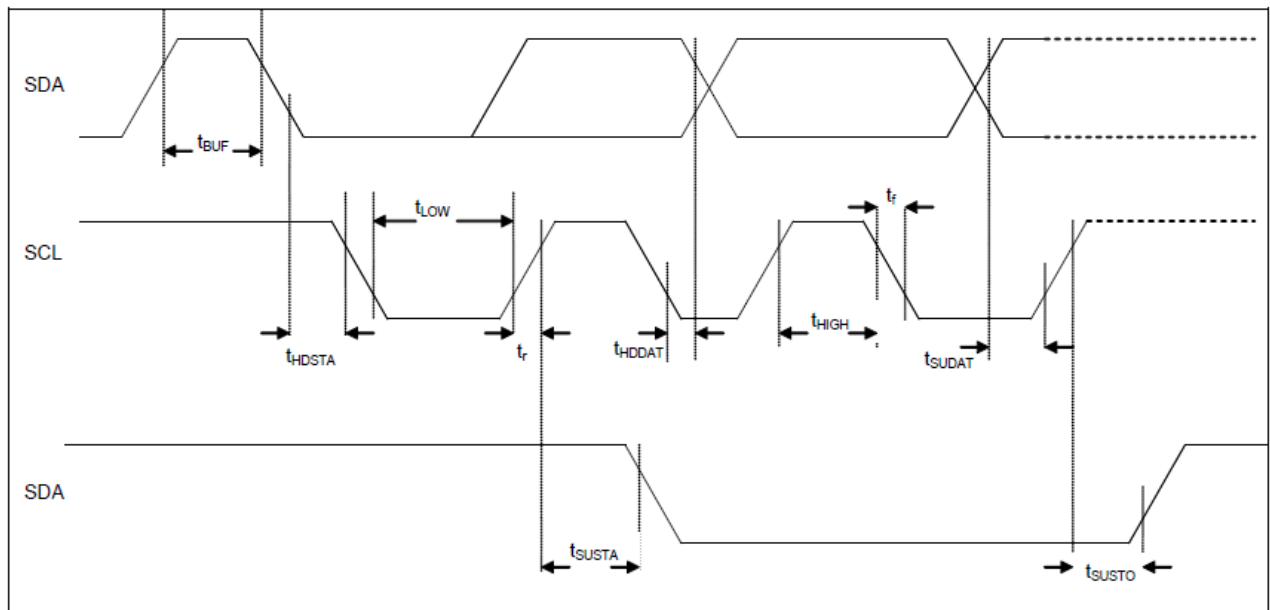 SDA
tBUF
tLOW
tf
SCL
tHDSTA
tr
tHDDAT
tHIGH
tSUDAT
SDA
tSUSTA
tSUSTO